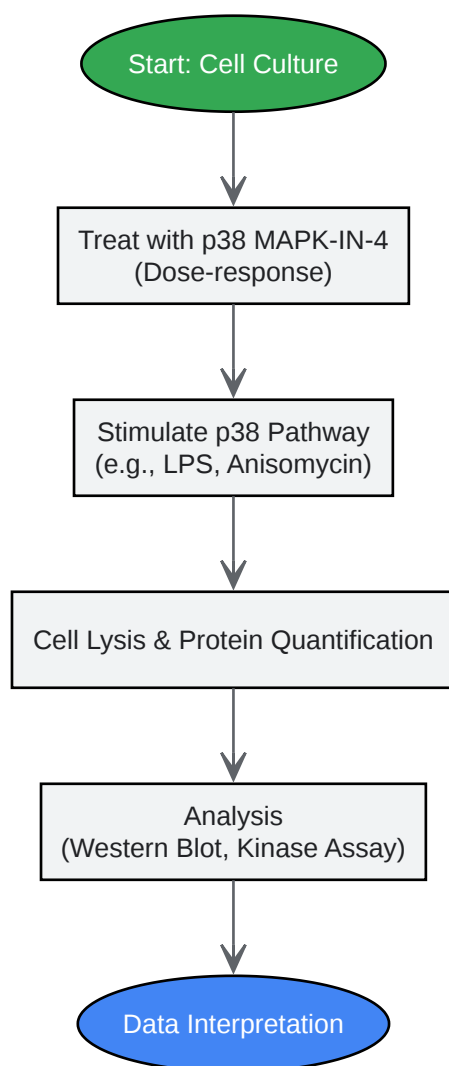 Start: Cell Culture
Treat with p38 MAPK-IN-4
(Dose-response)
Stimulate p38 Pathway
(e.g., LPS, Anisomycin)
Cell Lysis & Protein Quantification
Analysis
(Western Blot, Kinase Assay)
Data Interpretation